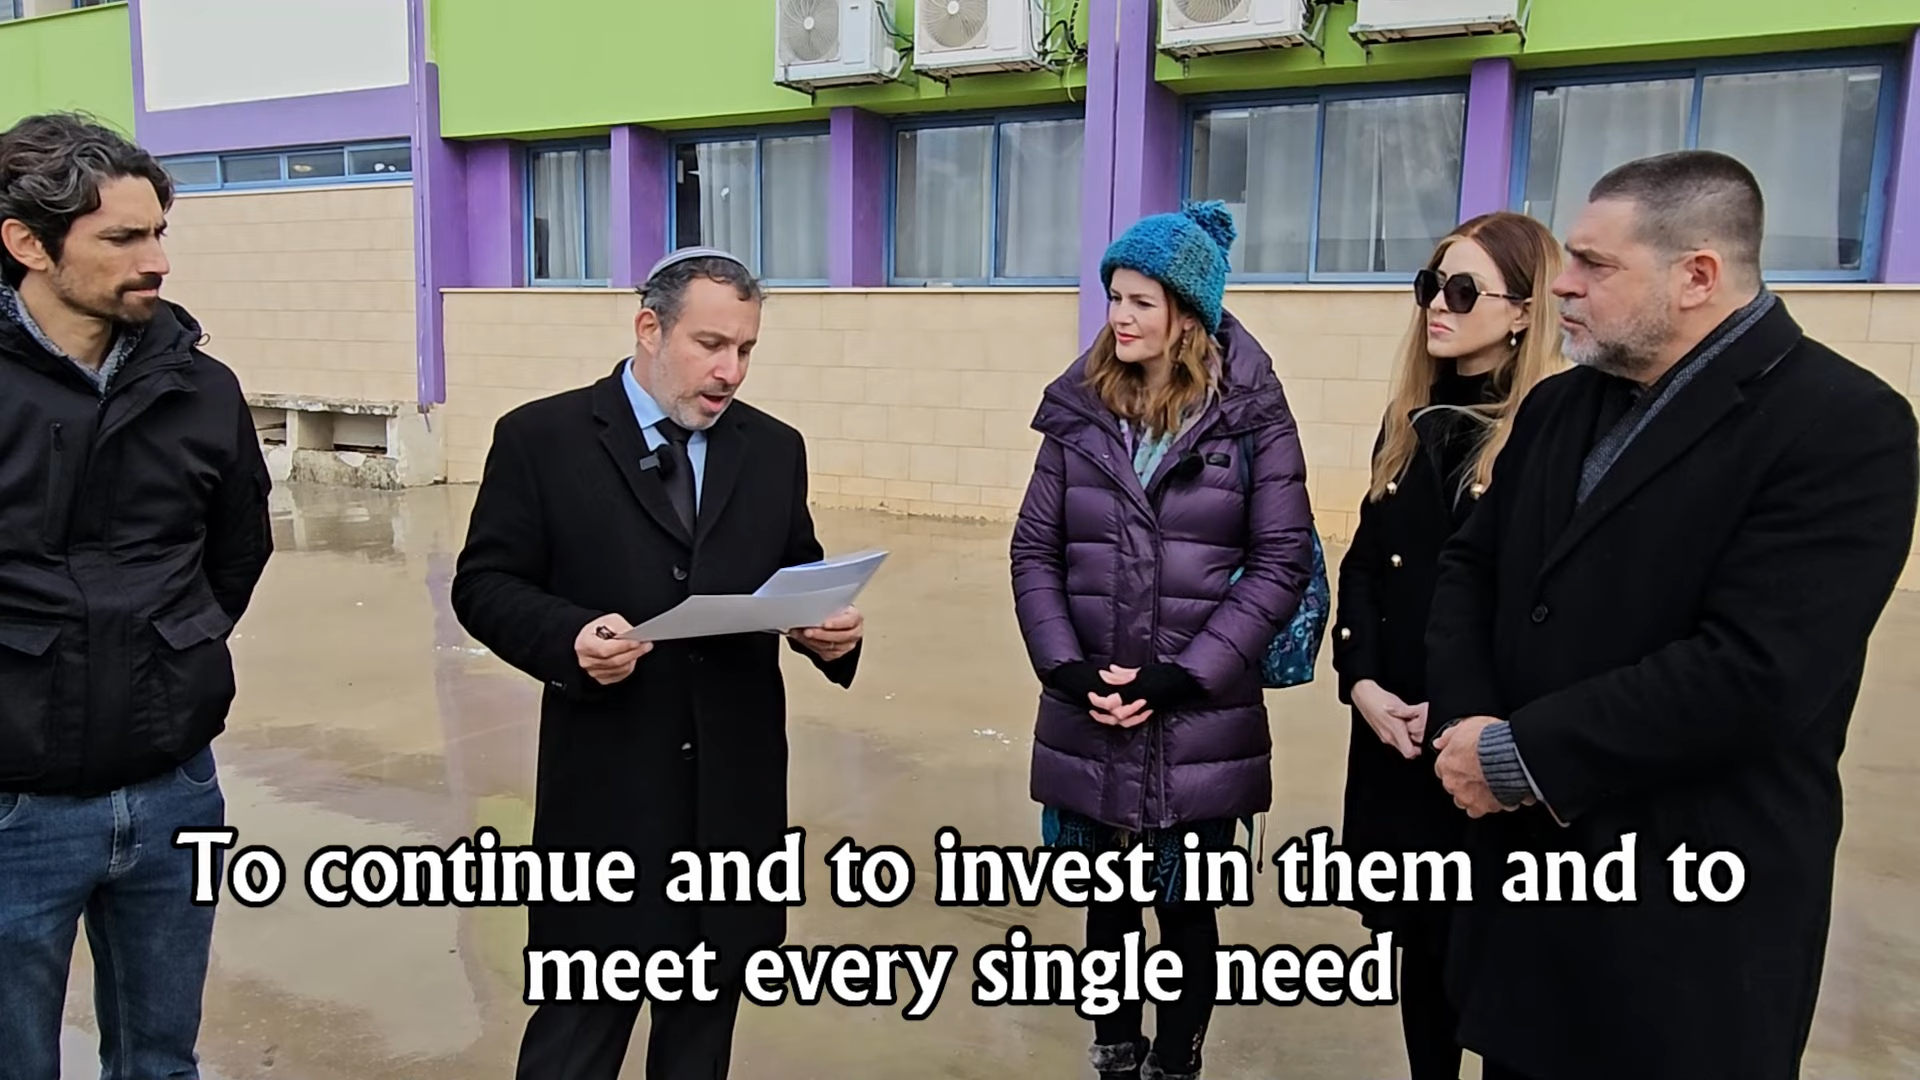 To continue and to invest in them and to
meet every single need